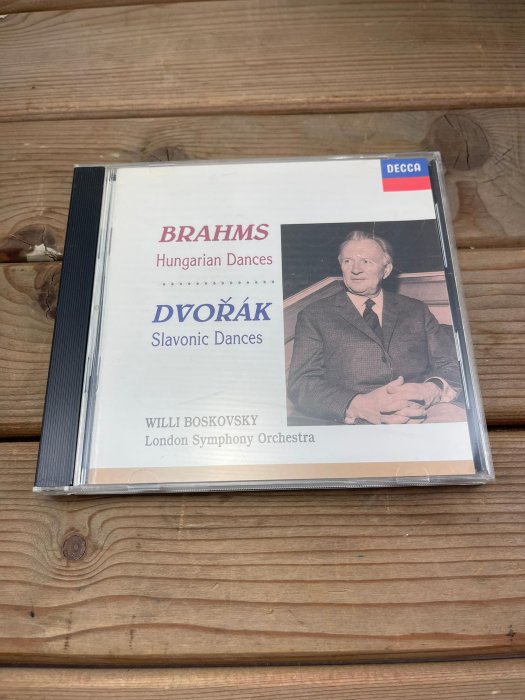 DECCA
BRAHMS
Hungarian Dances
DVOŘÁK
Slavonic Dances
WILLI BOSKOVSKY
London Symphony Orchestra